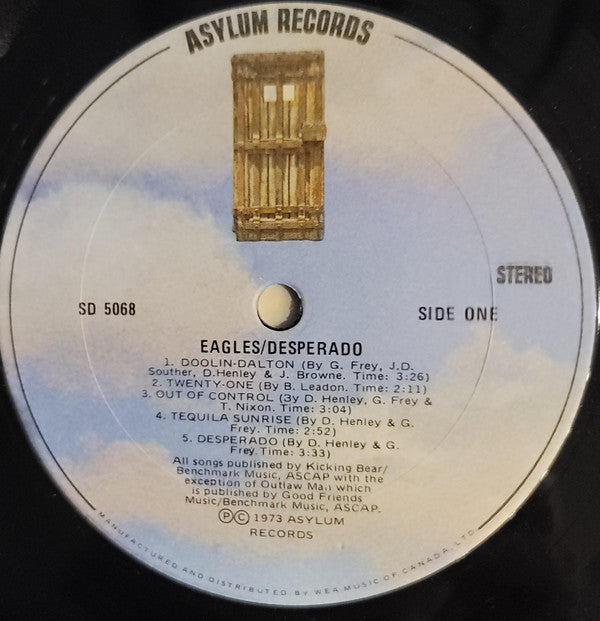 ASYLUM RECORDS
STEREO
SD 5068
SIDE ONE
EAGLES/DESPERADO
1. DOOLIN-DALTON (By G. Frey, J.D.
Souther, D.Henley & J. Browne. Time: 3:26)
2. TWENTY-ONE (By B. Leadon. Time: 2:11)
3. OUT OF CONTROL (3y D. Henley, G. Frey &
T. Nixon. Time: 3:04)
4. TEQUILA SUNRISE (By D. Henley & G.
Frey. Time: 2:52)
5. DESPERADO (By D. Henley & G.
Frey. Time: 3:33)
All songs published by Kicking Bear/
Benchmark Music, ASCAP with the
exception of Outlaw Man which
is published by Good Friends
Music/Benchmark Music, ASCAP.
Ⓟ© 1973 ASYLUM
RECORDS
MANUFACTURED AND DISTRIBUTED BY WEA MUSIC OF CANADA, LTD.